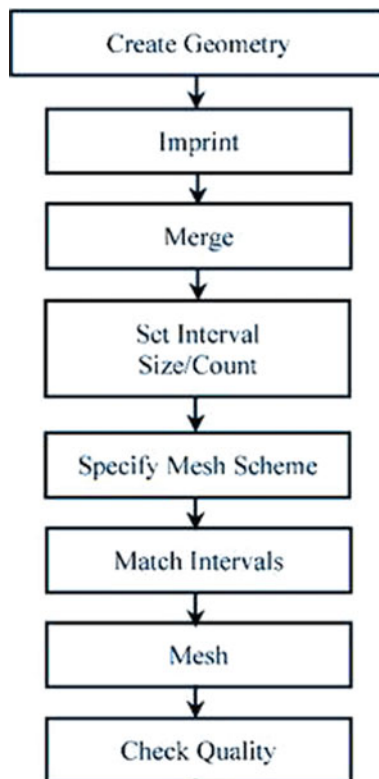 Create Geometry
Imprint
Merge
Set Interval
Size/Count
Specify Mesh Scheme
Match Intervals
Mesh
Check Quality